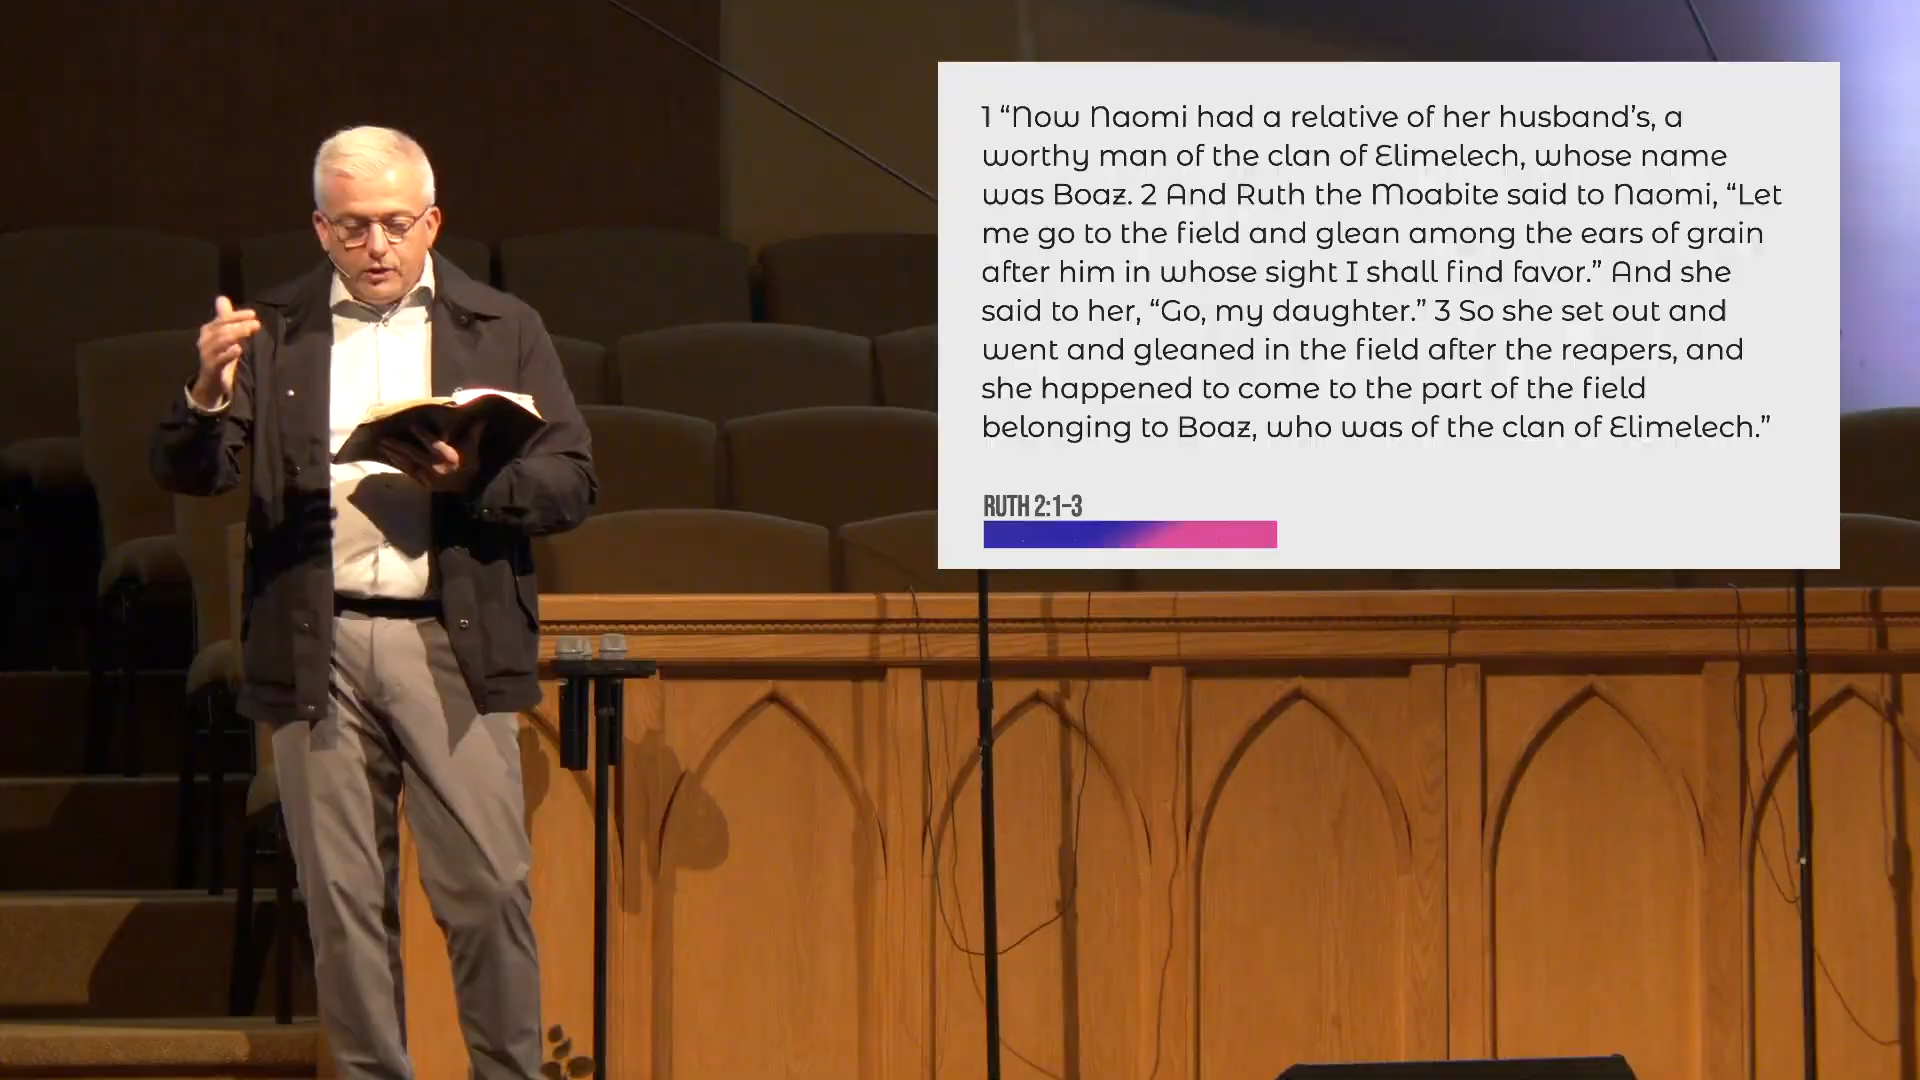 1 “Now Naomi had a relative of her husband’s, a
worthy man of the clan of Elimelech, whose name
was Boaz. 2 And Ruth the Moabite said to Naomi, “Let
me go to the field and glean among the ears of grain
after him in whose sight I shall find favor.” And she
said to her, “Go, my daughter.” 3 So she set out and
went and gleaned in the field after the reapers, and
she happened to come to the part of the field
belonging to Boaz, who was of the clan of Elimelech.”
RUTH 2:1-3